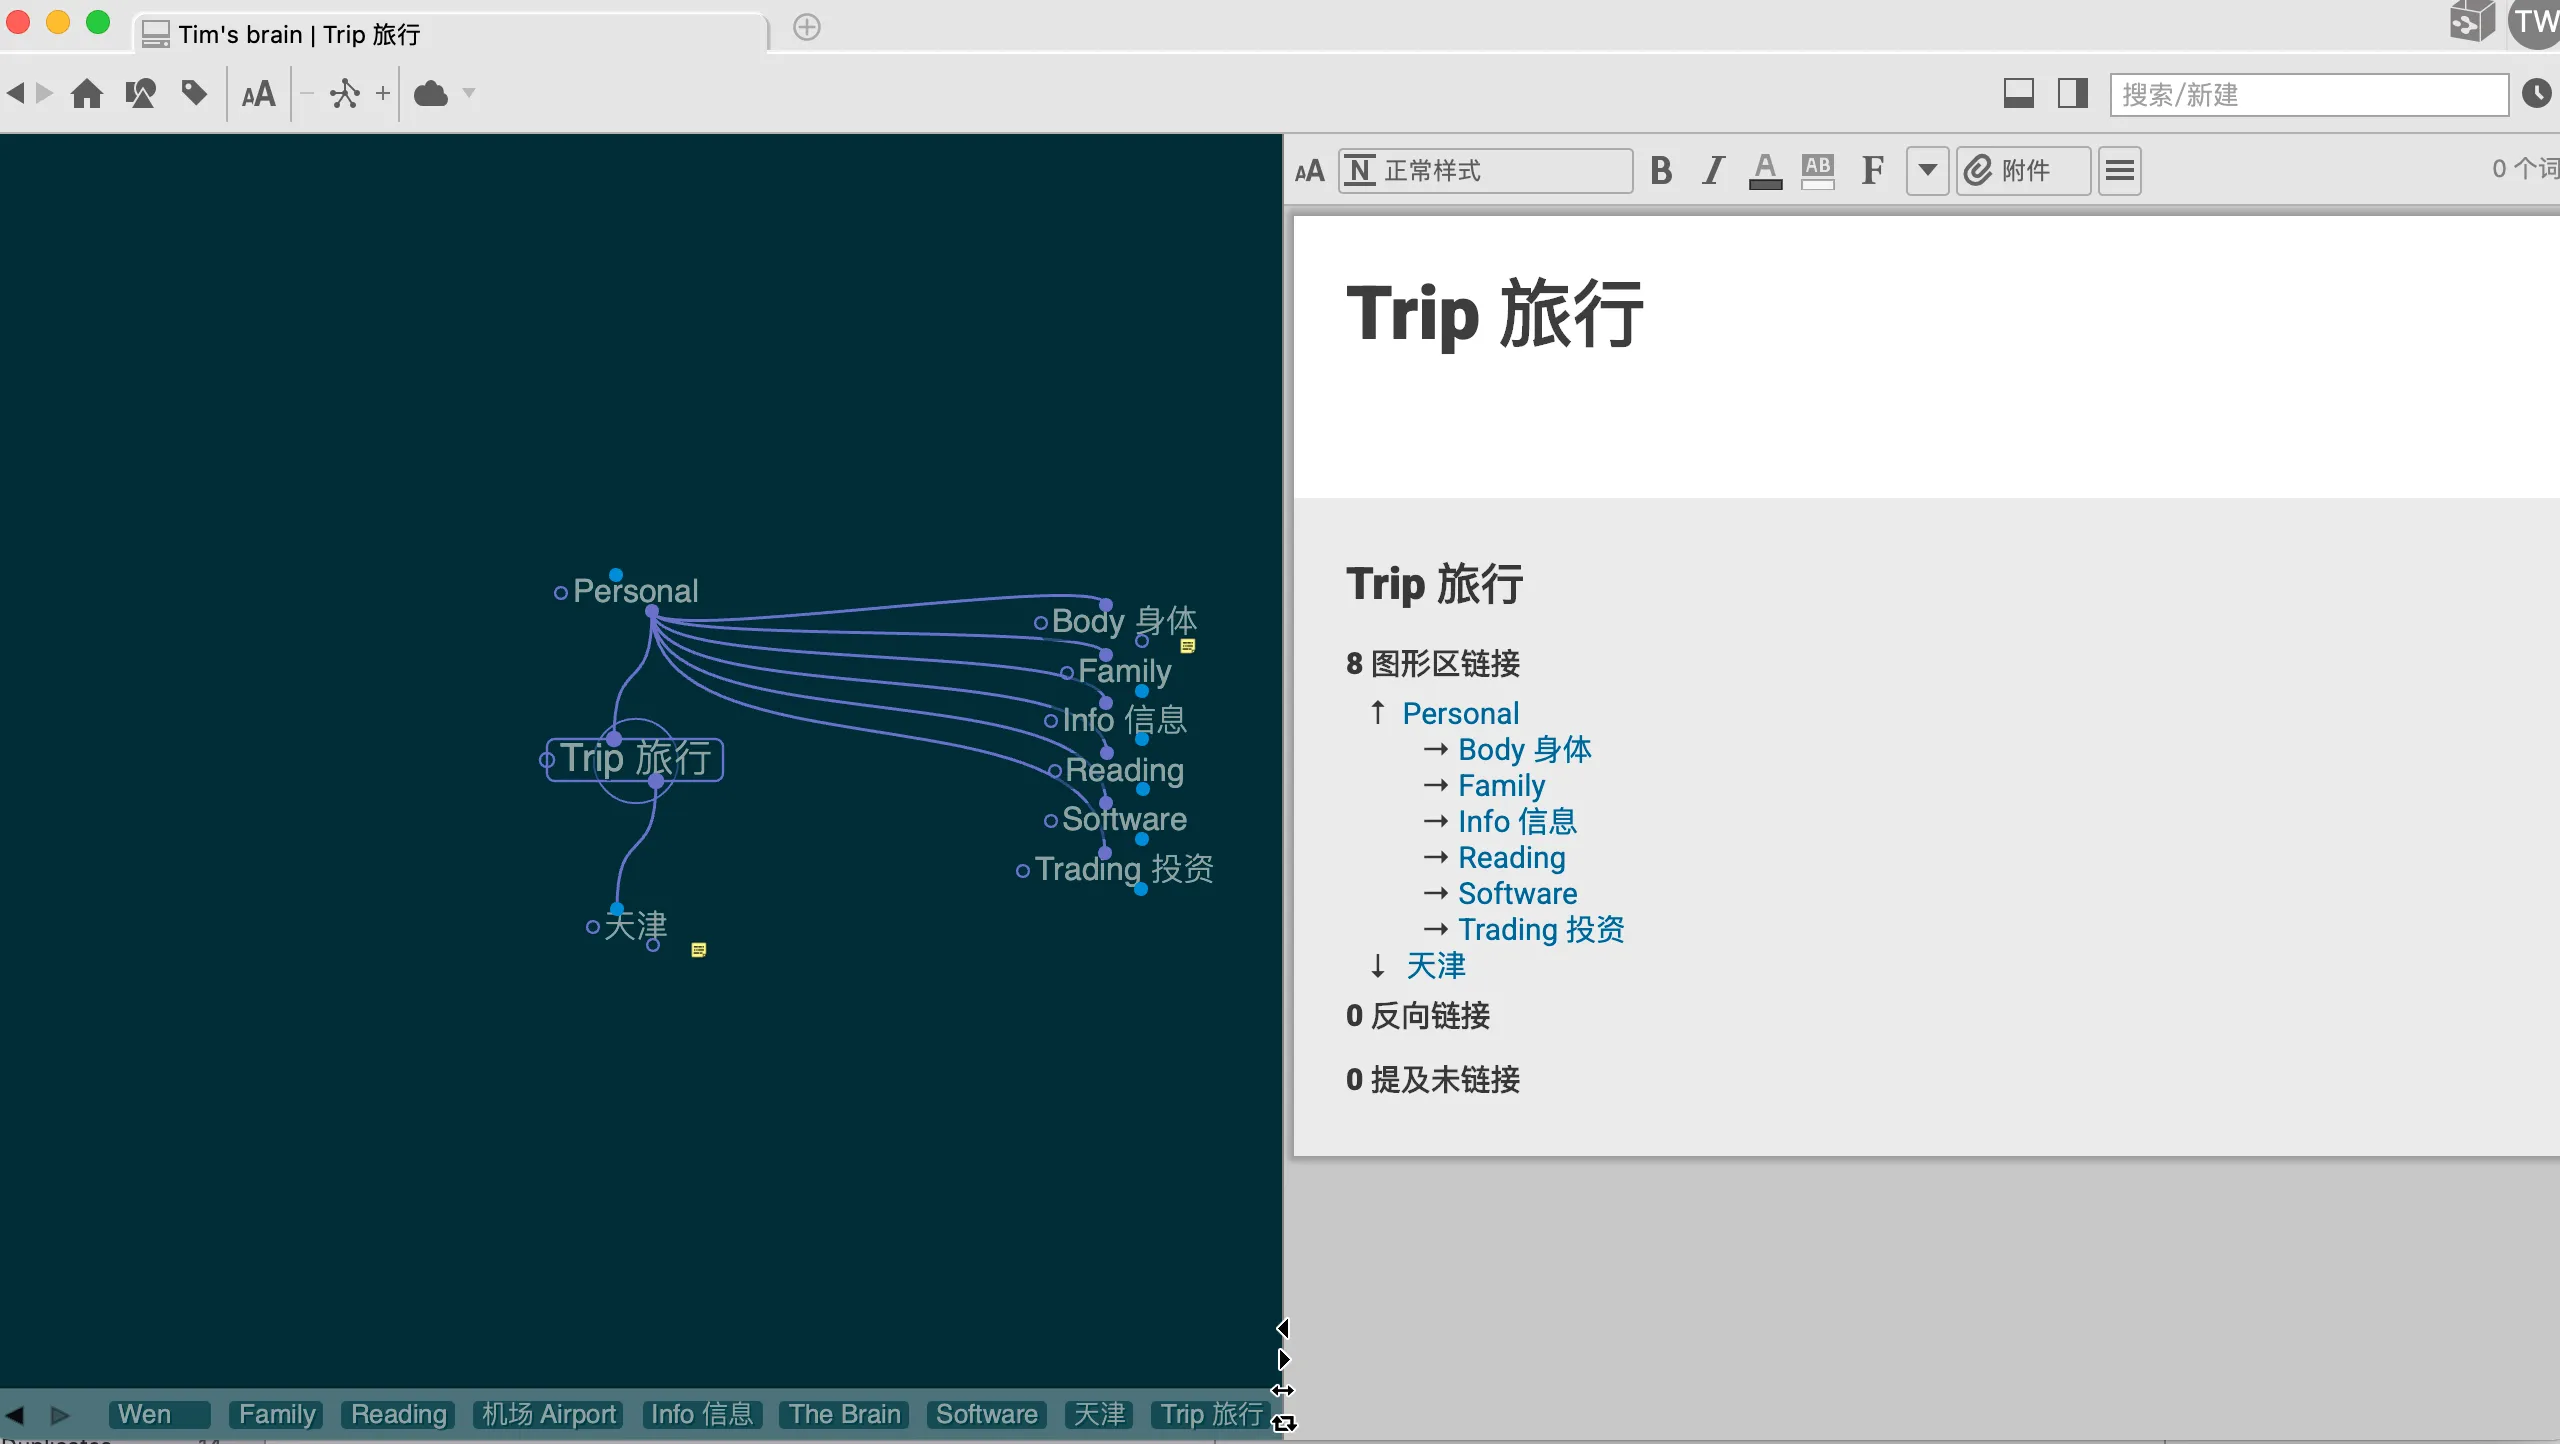 Tim's brain | Trip 旅行
TW
AA
搜索/新建
AA N 正常样式 B I A AB F 附件
0 个词
Trip 旅行
Personal
Body 身体
Family
Info 信息
Trip 旅行
Reading
Software
Trading 投资
天津
Trip 旅行
8 图形区链接
↑ Personal
→ Body 身体
→ Family
→ Info 信息
→ Reading
→ Software
→ Trading 投资
↓ 天津
0 反向链接
0 提及未链接
Wen Family Reading 机场 Airport Info 信息 The Brain Software 天津 Trip 旅行